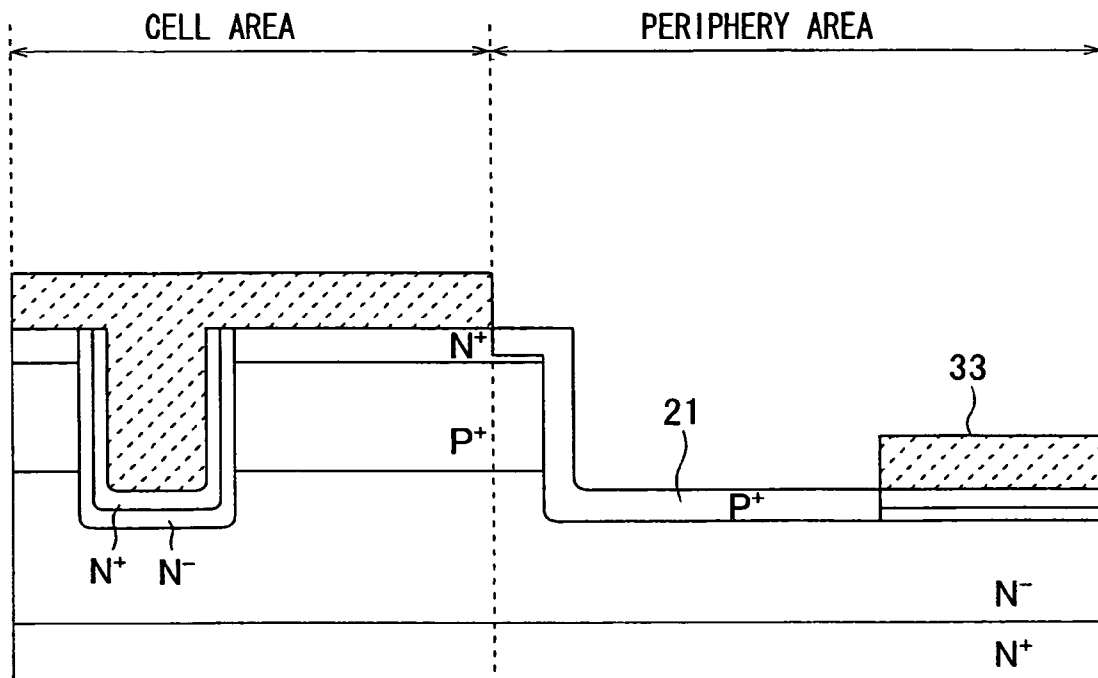 CELL AREA
PERIPHERY AREA
N⁺
33
P⁺
21
P⁺
N⁺
N⁻
N⁻
N⁺